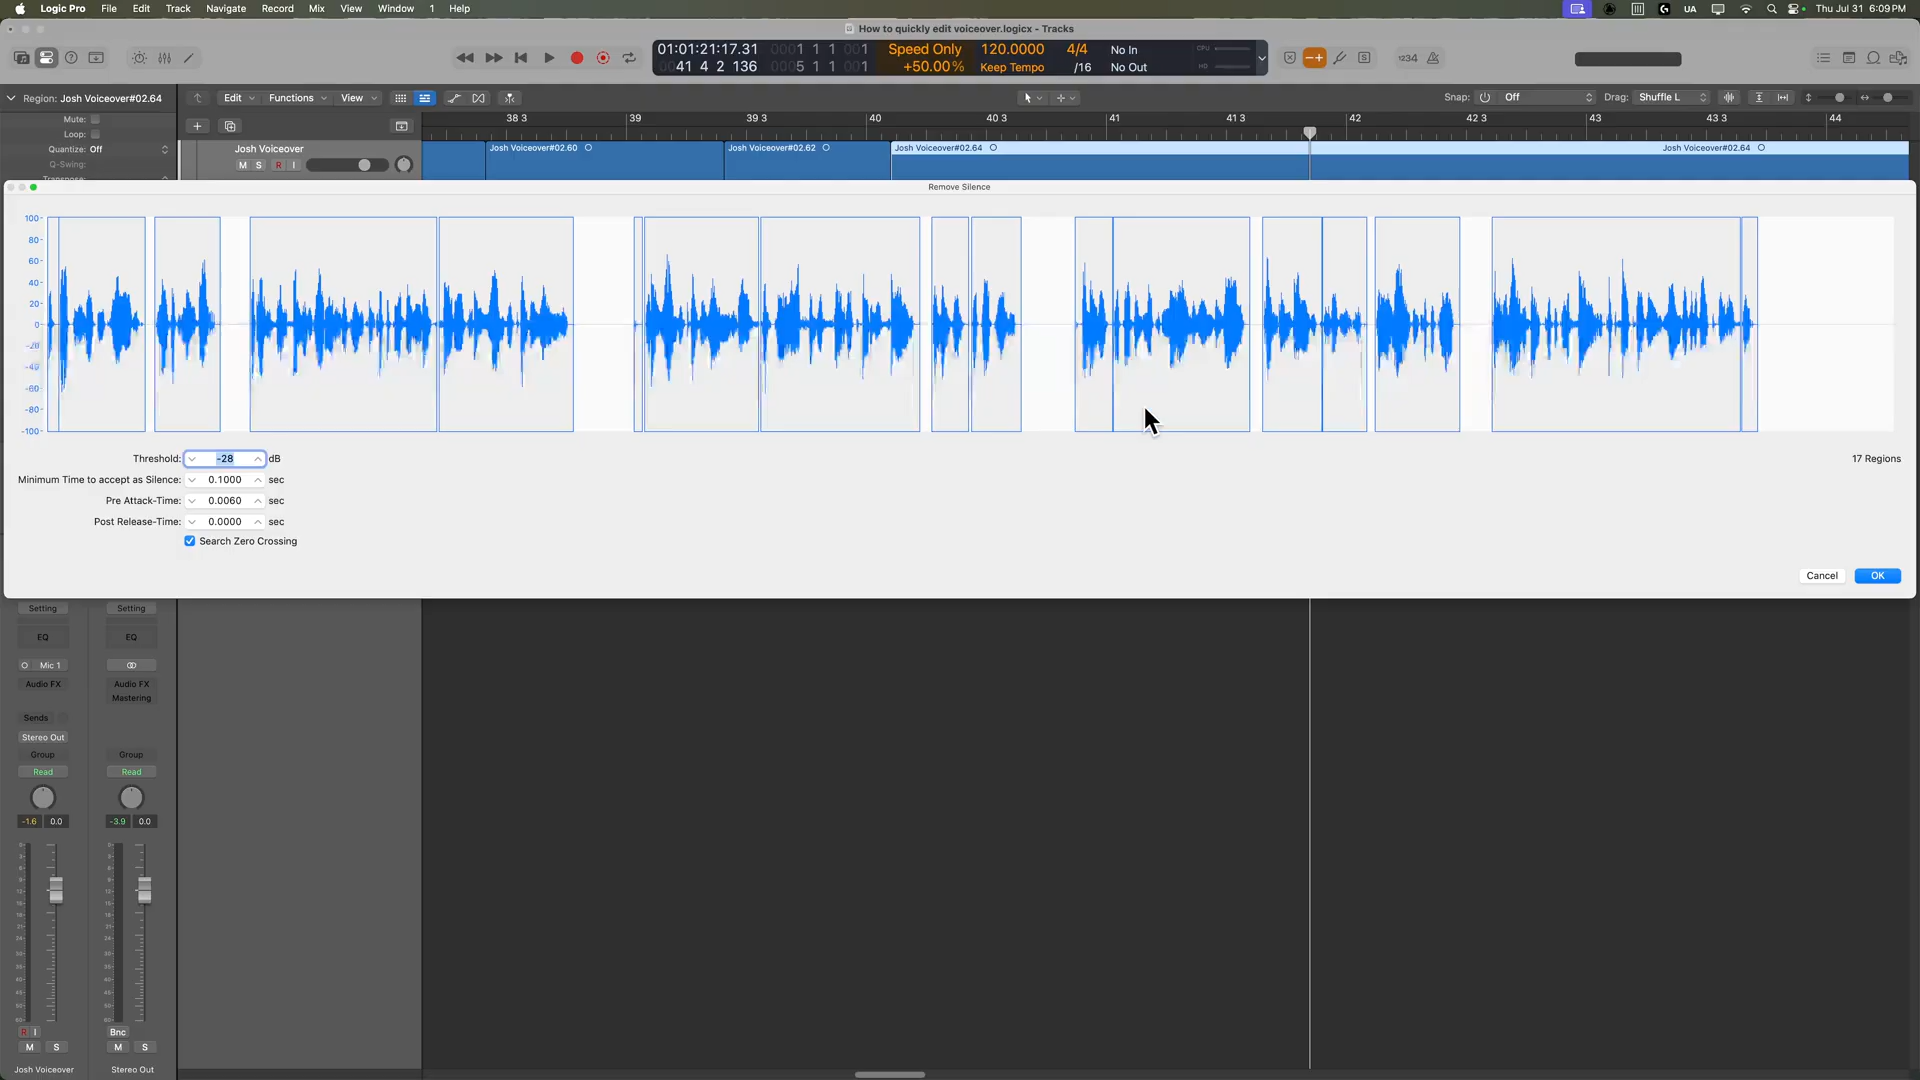 Logic Pro File Edit Track Navigate Record Mix View Window 1 Help
UA Thu Jul 31 6:09 PM
How to quickly edit voiceover.logicx - Tracks
01:01:21:17.31 0001 1 1 001 Speed Only 120.0000 4/4 No In CPU
0041 4 2 136 0005 1 1 001 +50.00% Keep Tempo /16 No Out HD
1234
Region: Josh Voiceover#02.64 Edit Functions View Snap: Off Drag: Shuffle L
Mute:
Loop:
Quantize: Off
Q-Swing:
38 3 39 39 3 40 40 3 41 41 3 42 42 3 43 43 3 44
Josh Voiceover
M S R I
Josh Voiceover#02.60 Josh Voiceover#02.62 Josh Voiceover#02.64 Josh Voiceover#02.64
Remove Silence
100
80
60
40
20
0
-20
-40
-60
-80
-100
Threshold: -28 dB 17 Regions
Minimum Time to accept as Silence: 0.1000 sec
Pre Attack-Time: 0.0060 sec
Post Release-Time: 0.0000 sec
Search Zero Crossing
Cancel OK
Setting Setting
EQ EQ
Mic 1
Audio FX Audio FX
Mastering
Sends
Stereo Out
Group Group
Read Read
-1.6 0.0 -3.9 0.0
R I Bnc
M S M S
Josh Voiceover Stereo Out